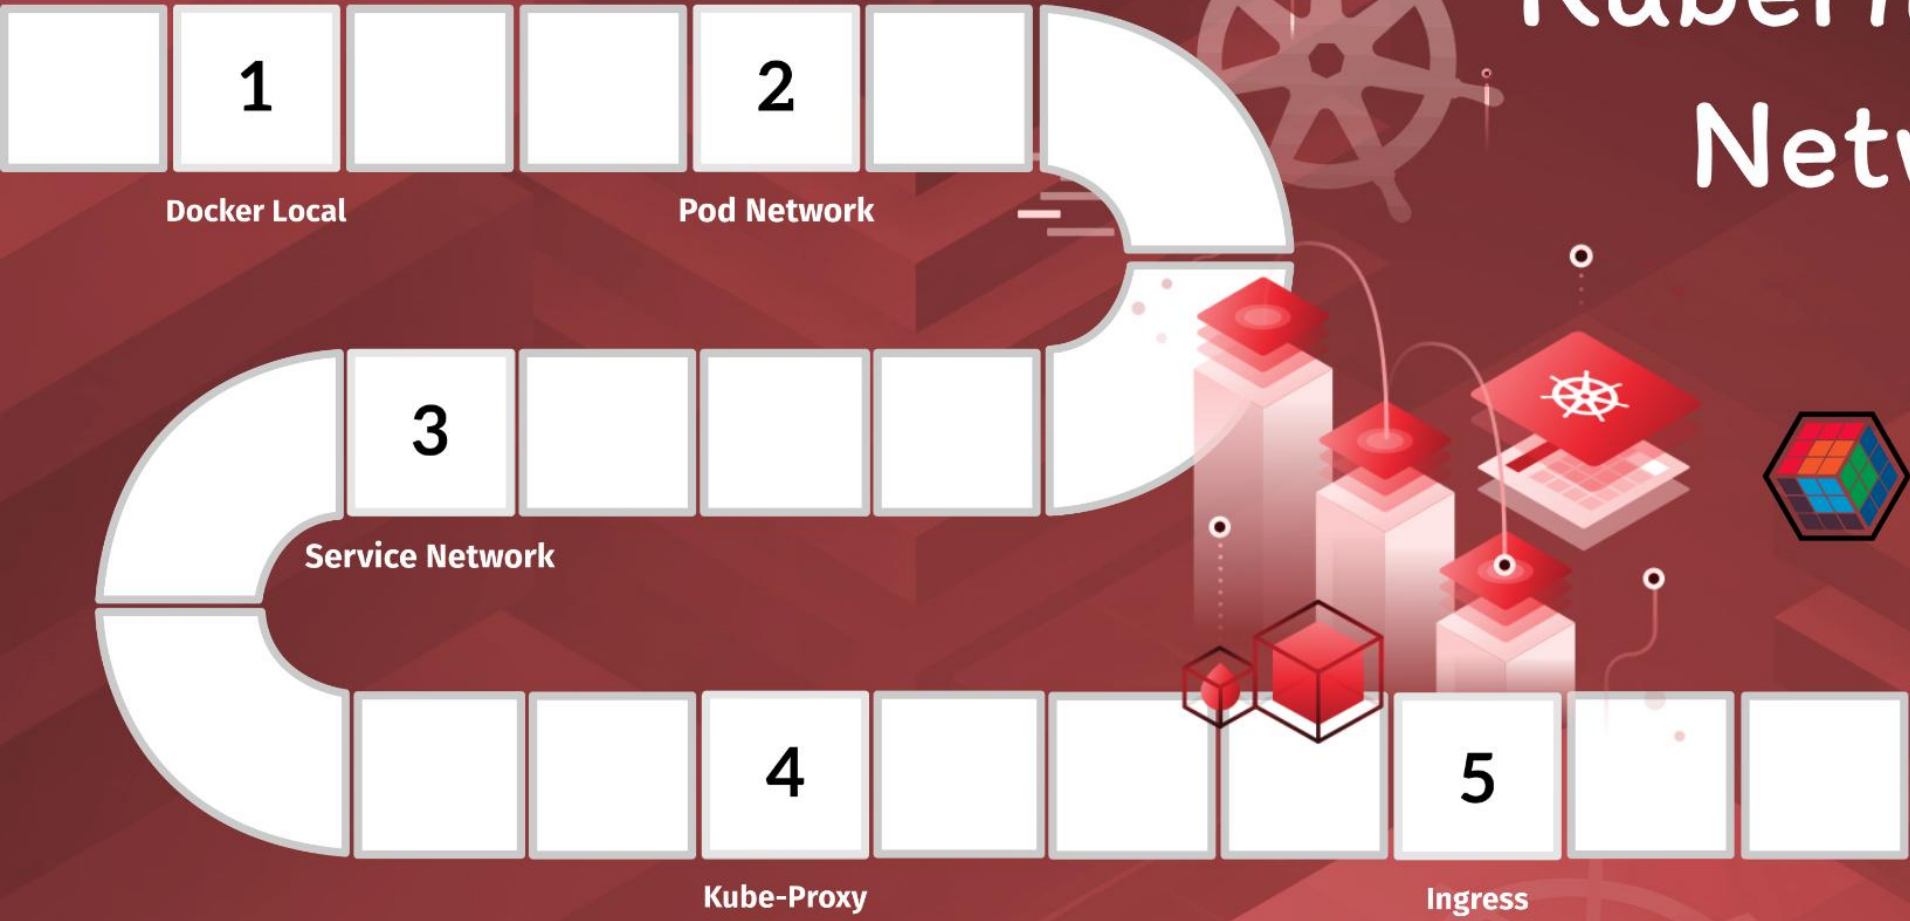 1
2
Docker Local
Pod Network
3
Service Network
4
5
Kube-Proxy
Ingress